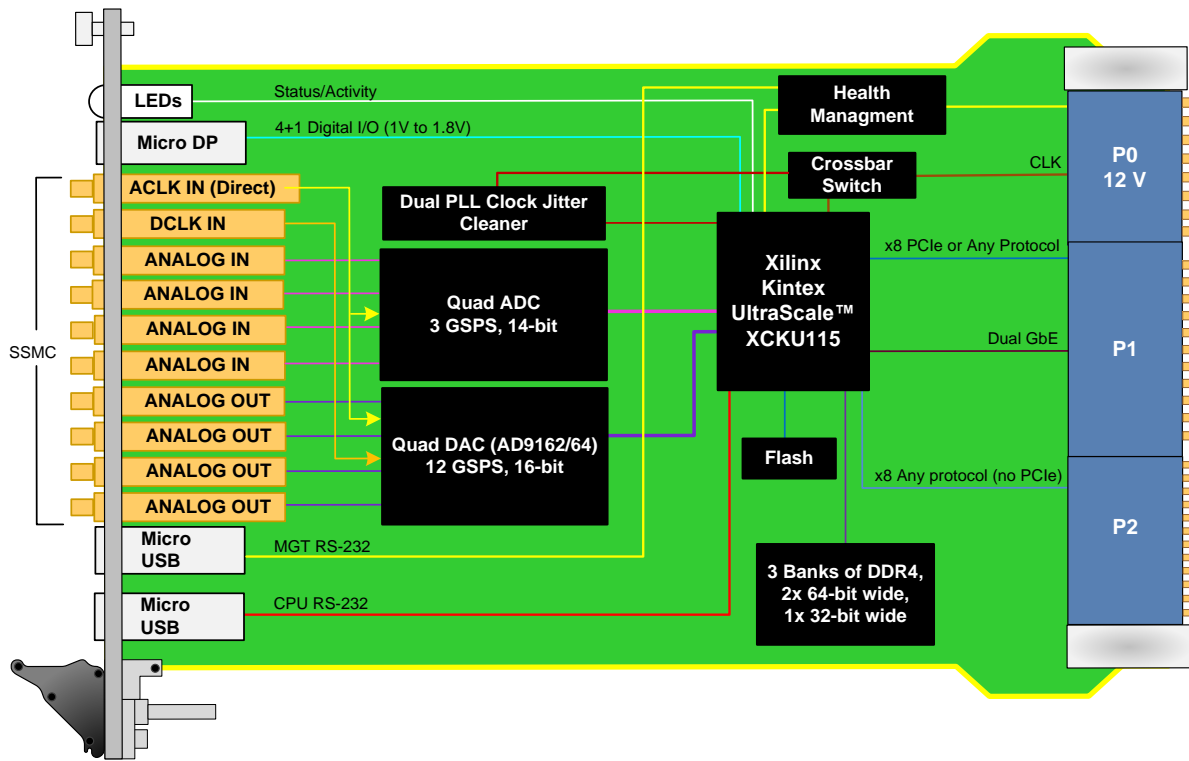 LEDs
Status/Activity
Micro DP
4+1 Digital I/O (1V to 1.8V)
Health
Managment
Crossbar
Switch
CLK
P0
12 V
SSMC
ACLK IN (Direct)
DCLK IN
ANALOG IN
ANALOG IN
ANALOG IN
ANALOG IN
ANALOG OUT
ANALOG OUT
ANALOG OUT
ANALOG OUT
Dual PLL Clock Jitter
Cleaner
Quad ADC
3 GSPS, 14-bit
Quad DAC (AD9162/64)
12 GSPS, 16-bit
Xilinx
Kintex
UltraScale™
XCKU115
x8 PCIe or Any Protocol
Dual GbE
P1
Flash
x8 Any protocol (no PCIe)
P2
Micro
USB
MGT RS-232
Micro
USB
CPU RS-232
3 Banks of DDR4,
2x 64-bit wide,
1x 32-bit wide